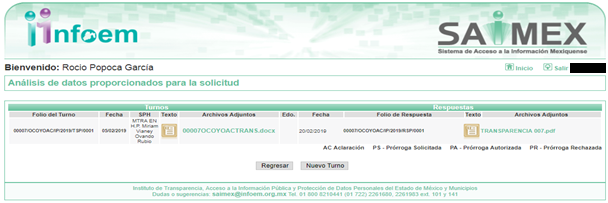 infoem
SAIMEX
Sistema de Acceso a la Información Mexiquense
Bienvenido: Rocio Popoca García
Inicio Salir
Análisis de datos proporcionados para la solicitud
Turnos Respuestas
Folio del Turno Fecha SPH Texto Archivos Adjuntos Edo. Fecha Folio de Respuesta Texto Archivos Adjuntos
00007/OCOYOAC/IP/2019/TSP/0001 05/02/2019 MTRA EN H.P. Miriam Vianey Ovando Rubio 00007OCOYOACTRANS.docx 20/02/2019 00007/OCOYOAC/IP/2019/RSP/0001 TRANSPARENCIA 067.pdf
AC Aclaración PS - Prórroga Solicitada PA - Prórroga Autorizada PR - Prórroga Rechazada
Regresar Nuevo Turno
Instituto de Transparencia, Acceso a la Información Pública y Protección de Datos Personales del Estado de México y Municipios
Dudas o sugerencias: saimex@infoem.org.mx Tel. 01 800 8210441 (01 722) 2261980, 2261983 ext. 101 y 141